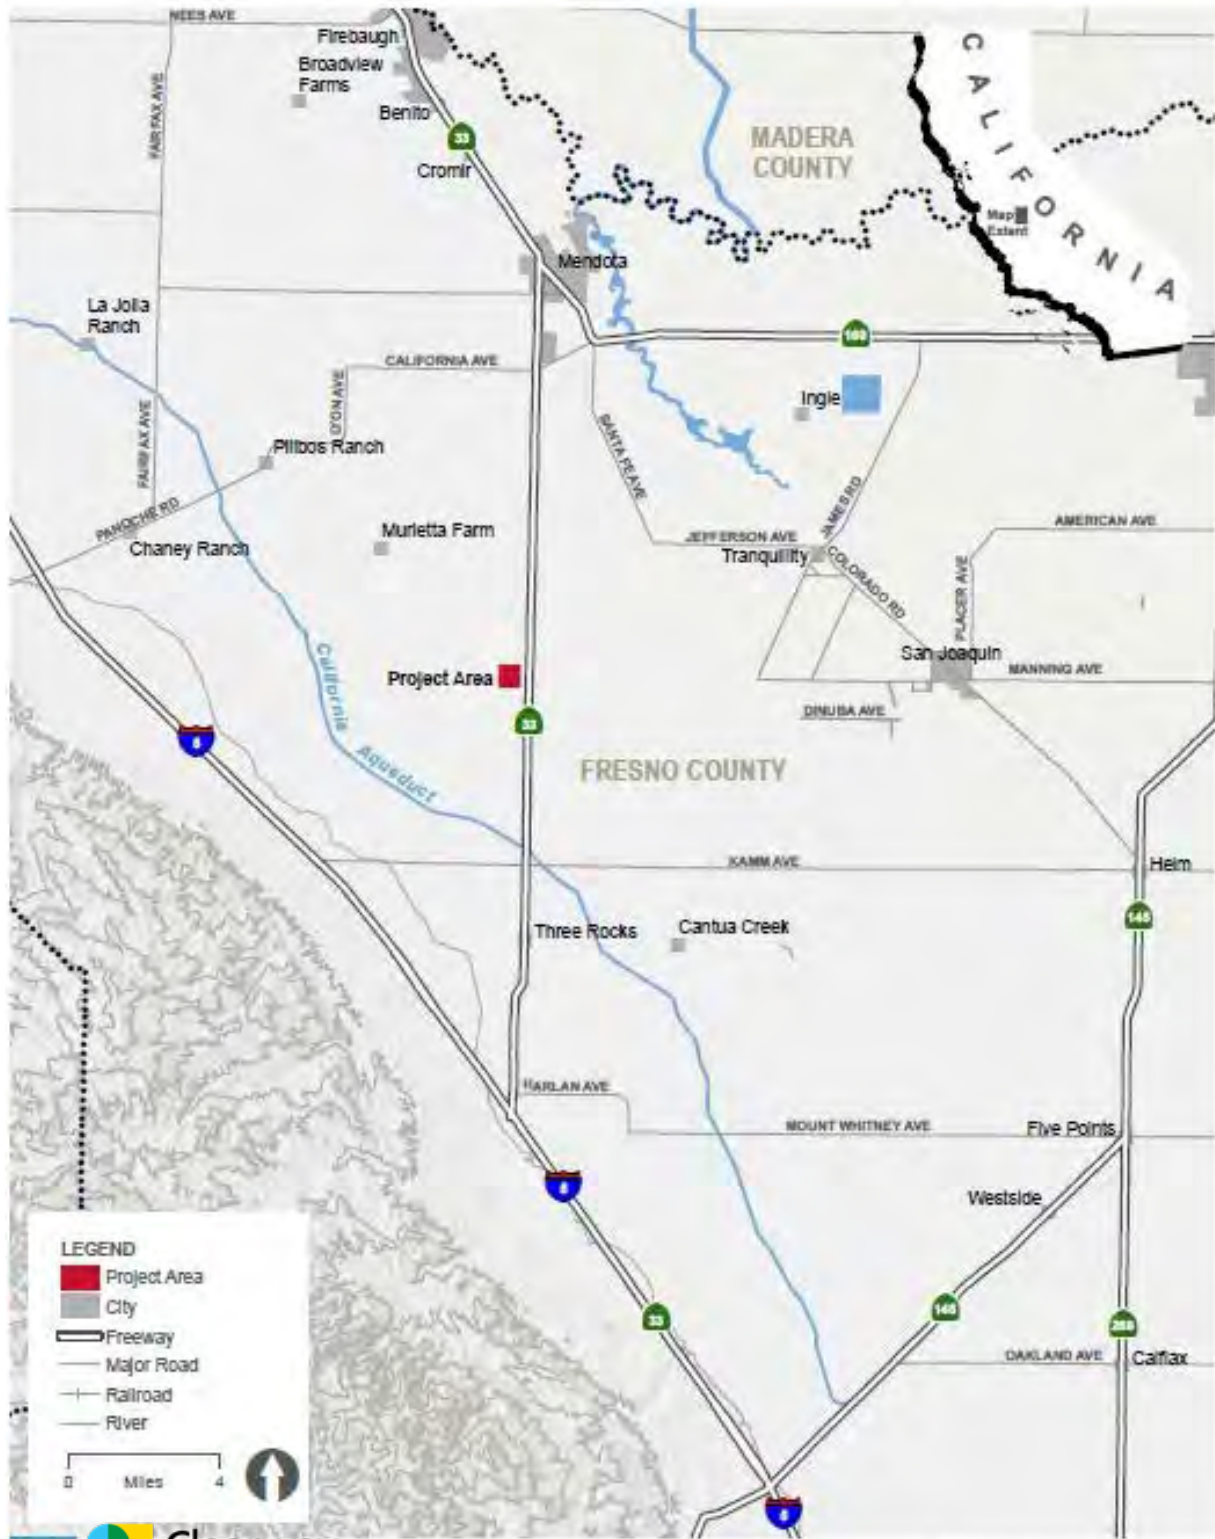 NEES AVE
Firebaugh
Broadview
Farms
FAIRFAX AVE
Benito
33
Cromir
MADERA
COUNTY
CALIFORNIA
Map
Extent
Mendota
La Jolla
Ranch
CALIFORNIA AVE
Ingle
FAIRFAX AVE
SANTA FE AVE
Pilibos Ranch
JAMES RD
PANOCHE RD
Chaney Ranch
Murietta Farm
JEFFERSON AVE
Tranquillity
AMERICAN AVE
COLORADO RD
PLACER AVE
San Joaquin
MANNING AVE
Project Area
DINUBA AVE
33
5
California Aqueduct
FRESNO COUNTY
KAMM AVE
Helm
145
Three Rocks
Cantua Creek
HARLAN AVE
MOUNT WHITNEY AVE
Five Points
5
Westside
LEGEND
Project Area
City
Freeway
Major Road
Railroad
River
0 Miles 4
33
145
OAKLAND AVE
Calflax
5